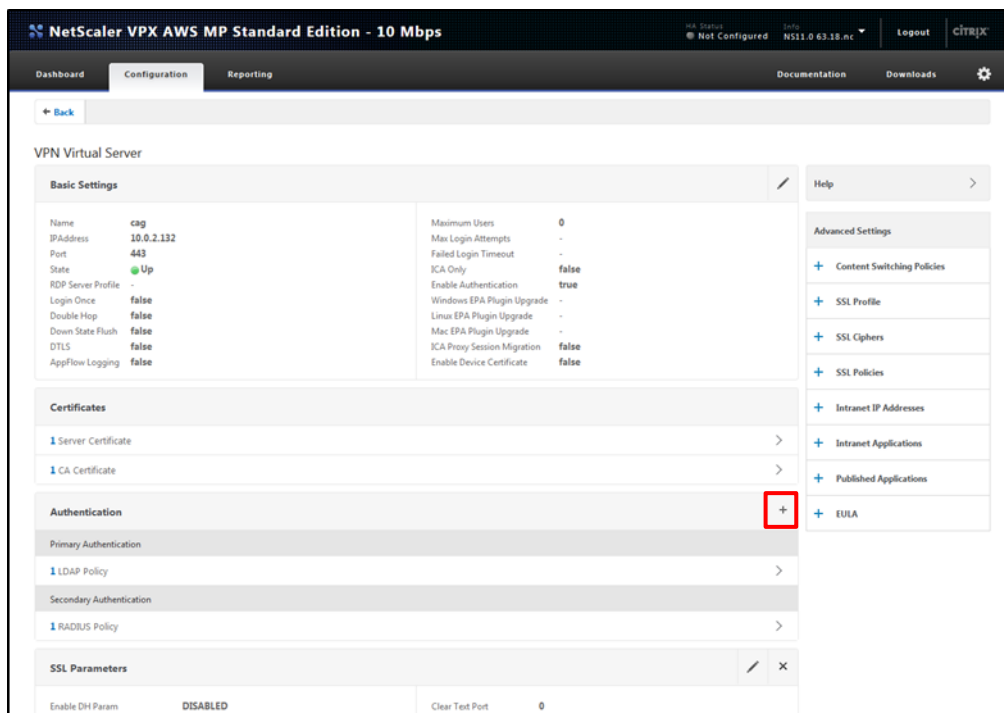 NetScaler VPX AWS MP Standard Edition - 10 Mbps
HA Status
Not Configured
Info
NS11.0 63.18.nc
Logout
CITRIX
Dashboard
Configuration
Reporting
Documentation
Downloads
Back
VPN Virtual Server
Basic Settings
Name cag
IPAddress 10.0.2.132
Port 443
State Up
RDP Server Profile -
Login Once false
Double Hop false
Down State Flush false
DTLS false
AppFlow Logging false
Maximum Users 0
Max Login Attempts -
Failed Login Timeout -
ICA Only false
Enable Authentication true
Windows EPA Plugin Upgrade -
Linux EPA Plugin Upgrade -
Mac EPA Plugin Upgrade -
ICA Proxy Session Migration false
Enable Device Certificate false
Certificates
1 Server Certificate
1 CA Certificate
Authentication
+
Primary Authentication
1 LDAP Policy
Secondary Authentication
1 RADIUS Policy
SSL Parameters
Enable DH Param DISABLED
Clear Text Port 0
Help
Advanced Settings
+ Content Switching Policies
+ SSL Profile
+ SSL Ciphers
+ SSL Policies
+ Intranet IP Addresses
+ Intranet Applications
+ Published Applications
+ EULA